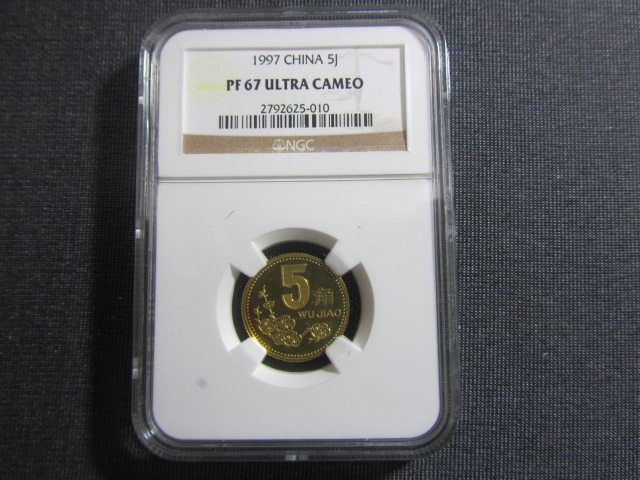 1997 CHINA 5J
PF 67 ULTRA CAMEO
2792625-010
NGC
5角
WU JIAO